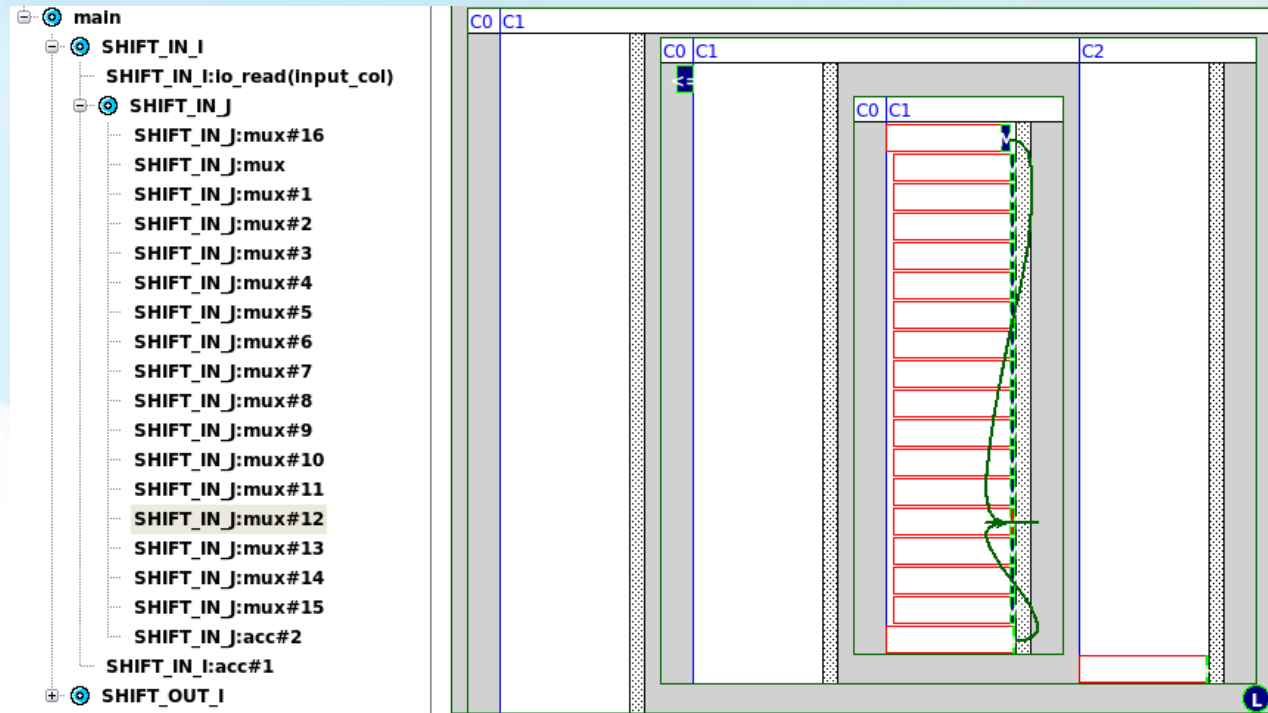 main
C0 C1
SHIFT_IN_I
C0 C1 C2
SHIFT_IN_I:io_read(input_col)
<=
SHIFT_IN_J
C0 C1
SHIFT_IN_J:mux#16
SHIFT_IN_J:mux
SHIFT_IN_J:mux#1
SHIFT_IN_J:mux#2
SHIFT_IN_J:mux#3
SHIFT_IN_J:mux#4
SHIFT_IN_J:mux#5
SHIFT_IN_J:mux#6
SHIFT_IN_J:mux#7
SHIFT_IN_J:mux#8
SHIFT_IN_J:mux#9
SHIFT_IN_J:mux#10
SHIFT_IN_J:mux#11
SHIFT_IN_J:mux#12
SHIFT_IN_J:mux#13
SHIFT_IN_J:mux#14
SHIFT_IN_J:mux#15
SHIFT_IN_J:acc#2
SHIFT_IN_I:acc#1
SHIFT_OUT_I
L